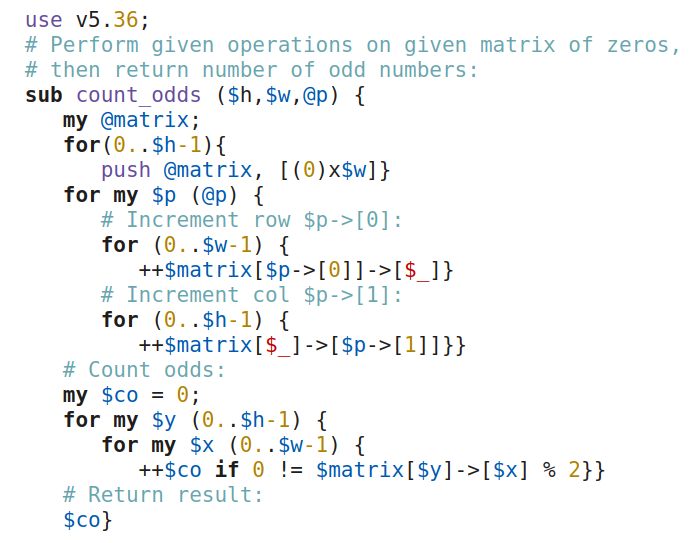 use v5.36;
# Perform given operations on given matrix of zeros,
# then return number of odd numbers:
sub count_odds ($h,$w,@p) {
   my @matrix;
   for(0..$h-1){
      push @matrix, [(0)x$w]}
   for my $p (@p) {
      # Increment row $p->[0]:
      for (0..$w-1) {
         ++$matrix[$p->[0]]->[$_]}
      # Increment col $p->[1]:
      for (0..$h-1) {
         ++$matrix[$_]->[$p->[1]]}}
   # Count odds:
   my $co = 0;
   for my $y (0..$h-1) {
      for my $x (0..$w-1) {
         ++$co if 0 != $matrix[$y]->[$x] % 2}}
   # Return result:
   $co}